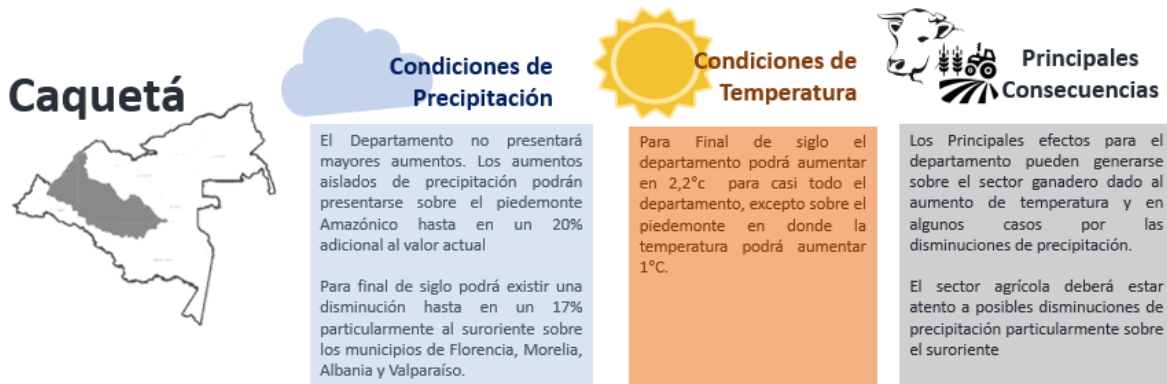 Caquetá
Condiciones de
Precipitación
El Departamento no presentará
mayores aumentos. Los aumentos
aislados de precipitación podrán
presentarse sobre el piedemonte
Amazónico hasta en un 20%
adicional al valor actual
Para final de siglo podrá existir una
disminución hasta en un 17%
particularmente al suroriente sobre
los municipios de Florencia, Morelia,
Albania y Valparaíso.
Condiciones de
Temperatura
Para Final de siglo el
departamento podrá aumentar
en 2,2°c para casi todo el
departamento, excepto sobre el
piedemonte en donde la
temperatura podrá aumentar
1°C.
Principales
Consecuencias
Los Principales efectos para el
departamento pueden generarse
sobre el sector ganadero dado al
aumento de temperatura y en
algunos casos por las
disminuciones de precipitación.
El sector agrícola deberá estar
atento a posibles disminuciones de
precipitación particularmente sobre
el suroriente